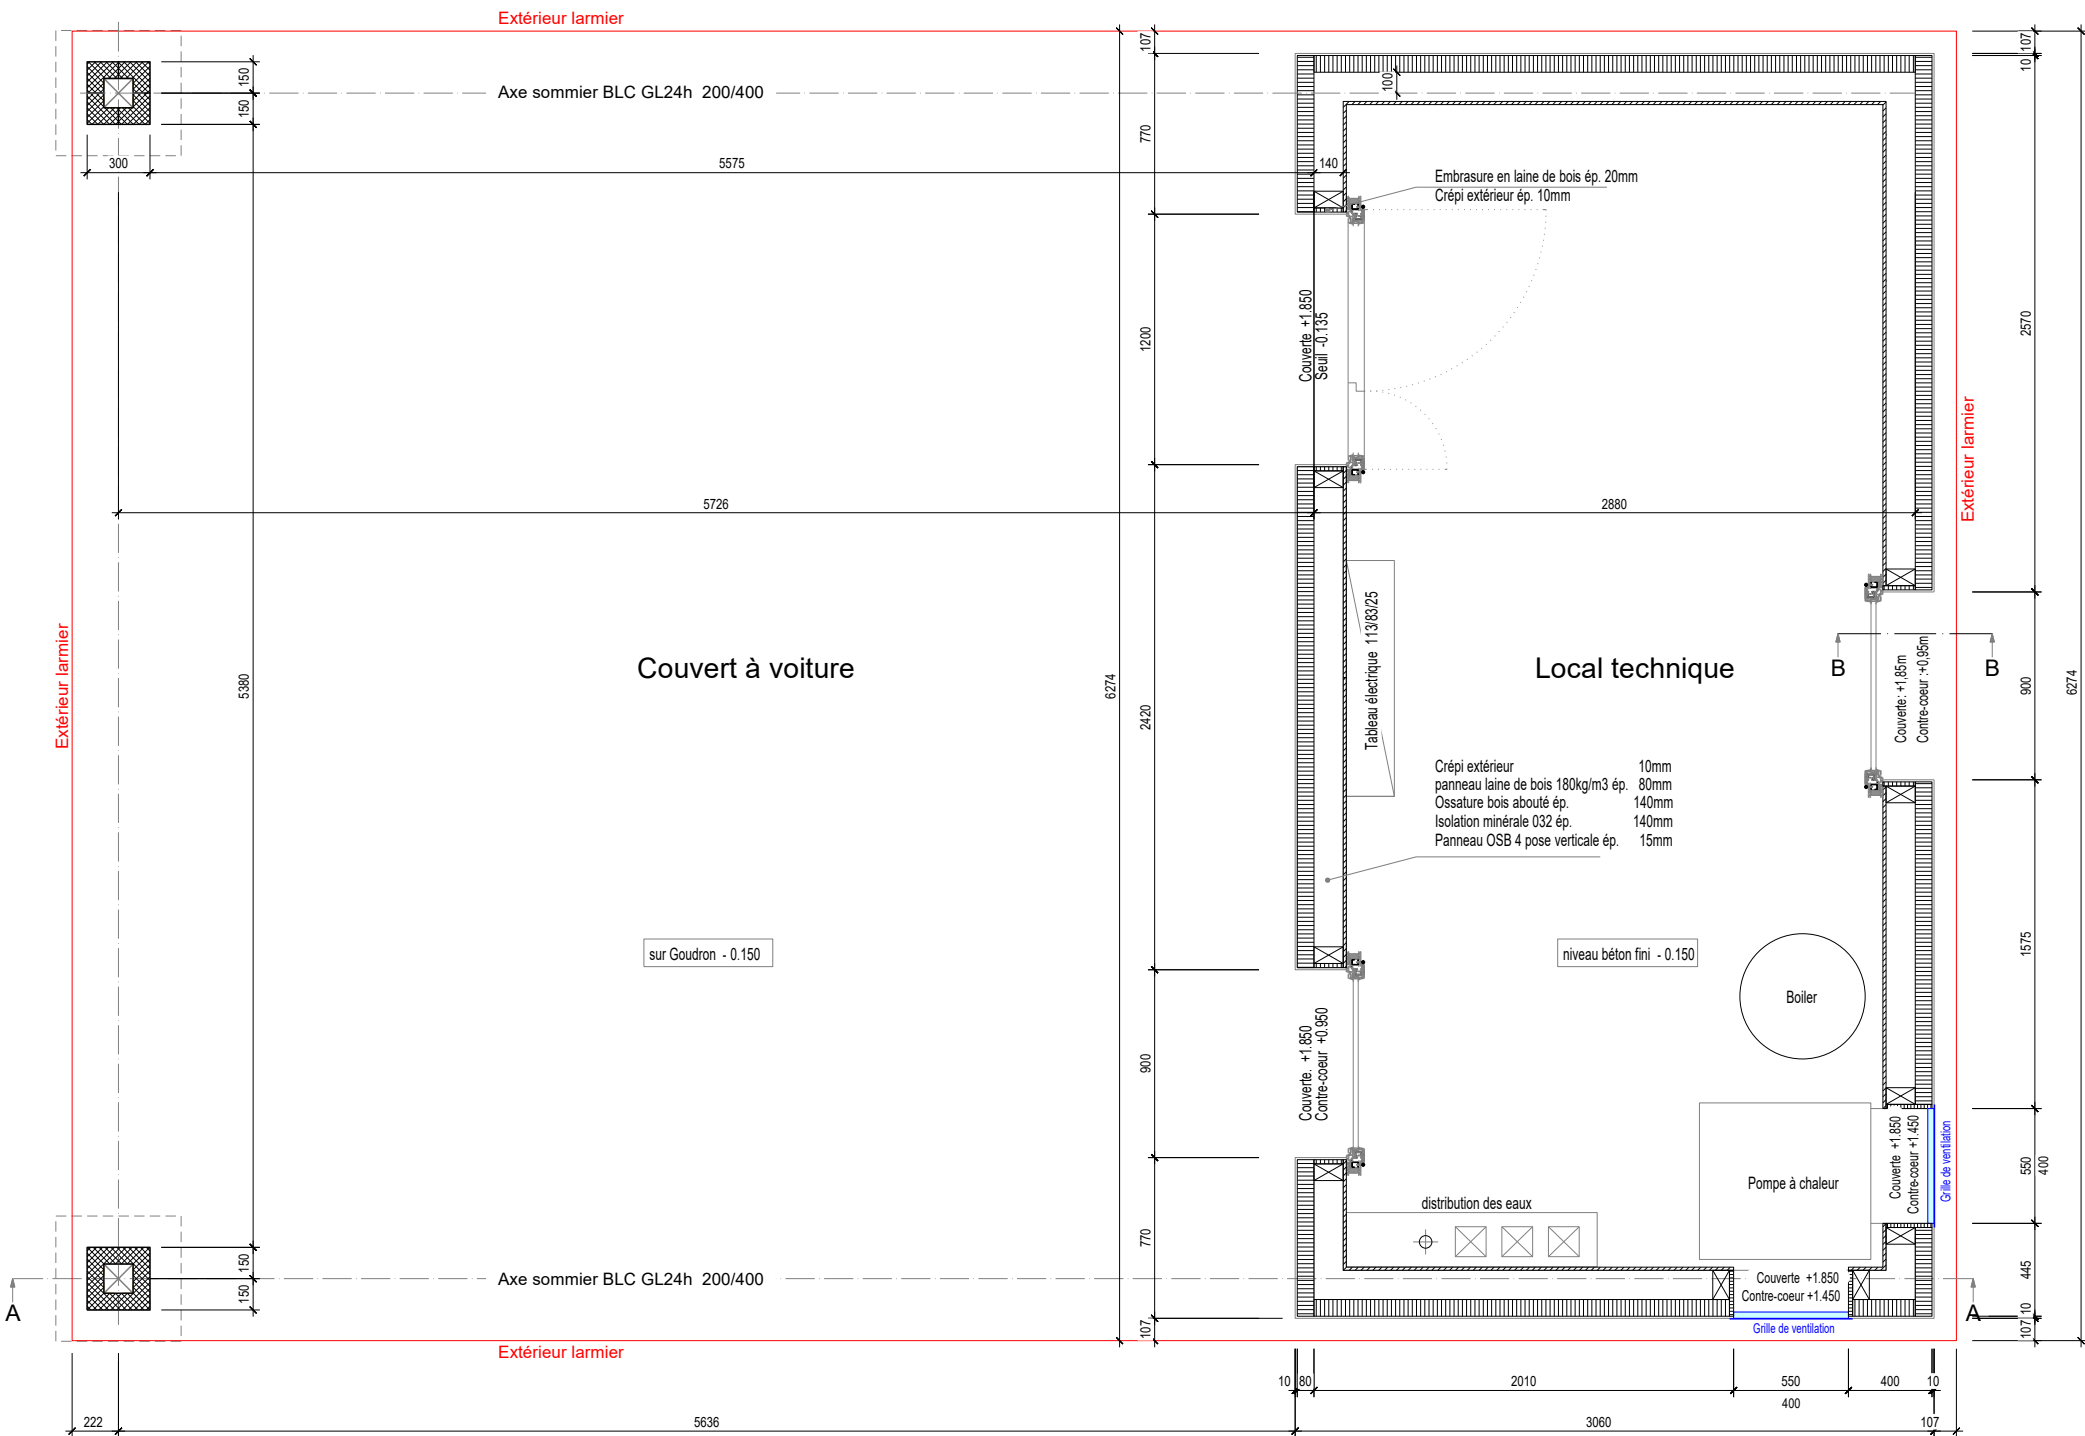 Extérieur larmier
107
107
10
150
150
Axe sommier BLC GL24h 200/400
100
770
300
5575
140
Embrasure en laine de bois ép. 20mm
Crépi extérieur ép. 10mm
1200
Couverte +1.850
Seuil -0.135
2570
Extérieur larmier
5726
2880
Extérieur larmier
5380
Couvert à voiture
6274
2420
Tableau électrique 113/83/25
Local technique
B
B
Couverte : +1,85m
Contre-coeur :+0,95m
900
6274
Crépi extérieur 10mm
panneau laine de bois 180kg/m3 ép. 80mm
Ossature bois abouté ép. 140mm
Isolation minérale 032 ép. 140mm
Panneau OSB 4 pose verticale ép. 15mm
sur Goudron - 0.150
niveau béton fini - 0.150
1575
Boiler
900
Couverte. +1.850
Contre-coeur +0.950
Pompe à chaleur
Couverte +1.850
Contre-coeur +1.450
Grille de ventilation
550
400
distribution des eaux
770
150
150
Axe sommier BLC GL24h 200/400
Couverte +1.850
Contre-coeur +1.450
445
10
A
A
107
Grille de ventilation
107
Extérieur larmier
10
80
2010
550
400
10
400
222
5636
3060
107